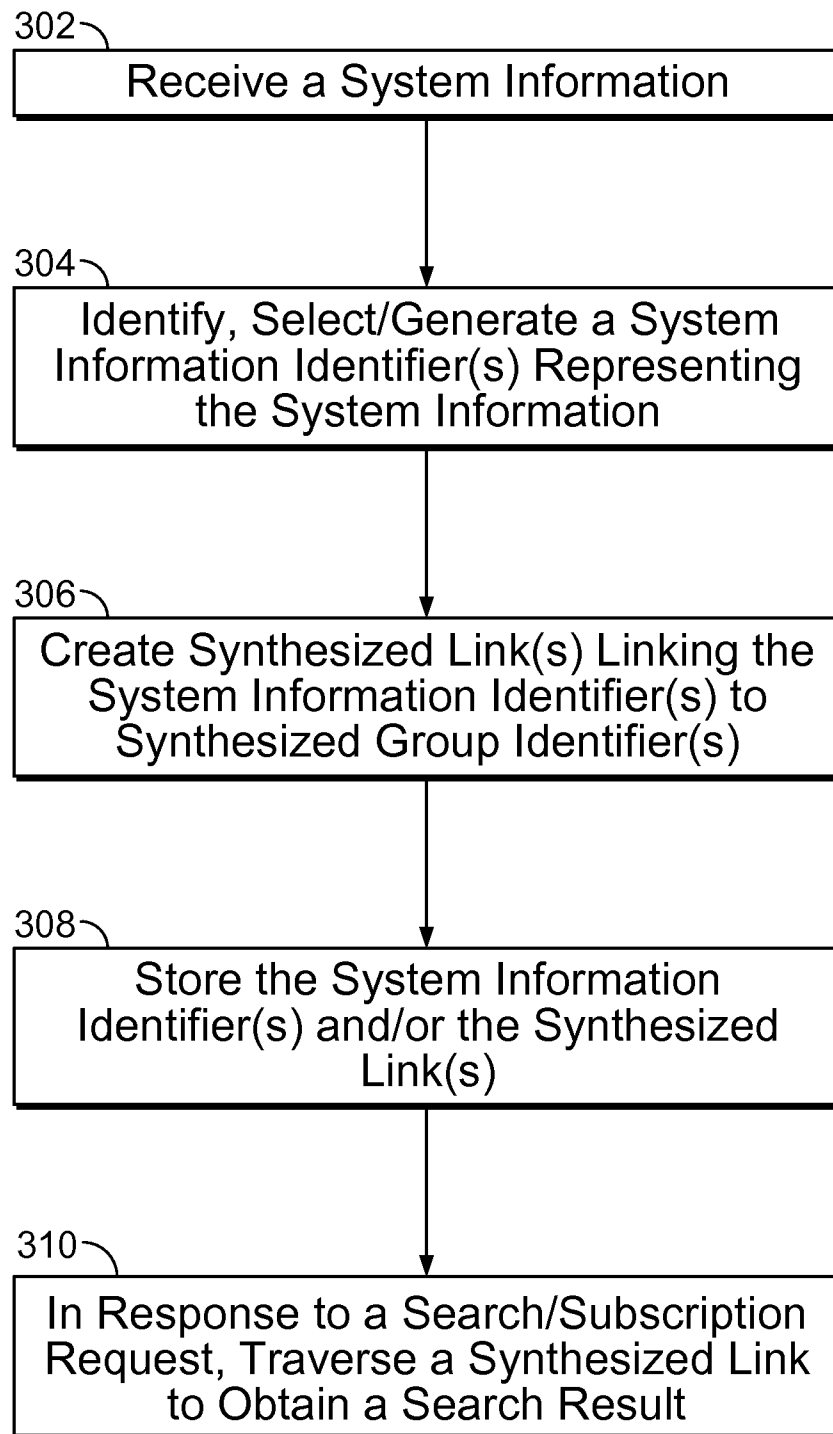 302
Receive a System Information
304
Identify, Select/Generate a System
Information Identifier(s) Representing
the System Information
306
Create Synthesized Link(s) Linking the
System Information Identifier(s) to
Synthesized Group Identifier(s)
308
Store the System Information
Identifier(s) and/or the Synthesized
Link(s)
310
In Response to a Search/Subscription
Request, Traverse a Synthesized Link
to Obtain a Search Result